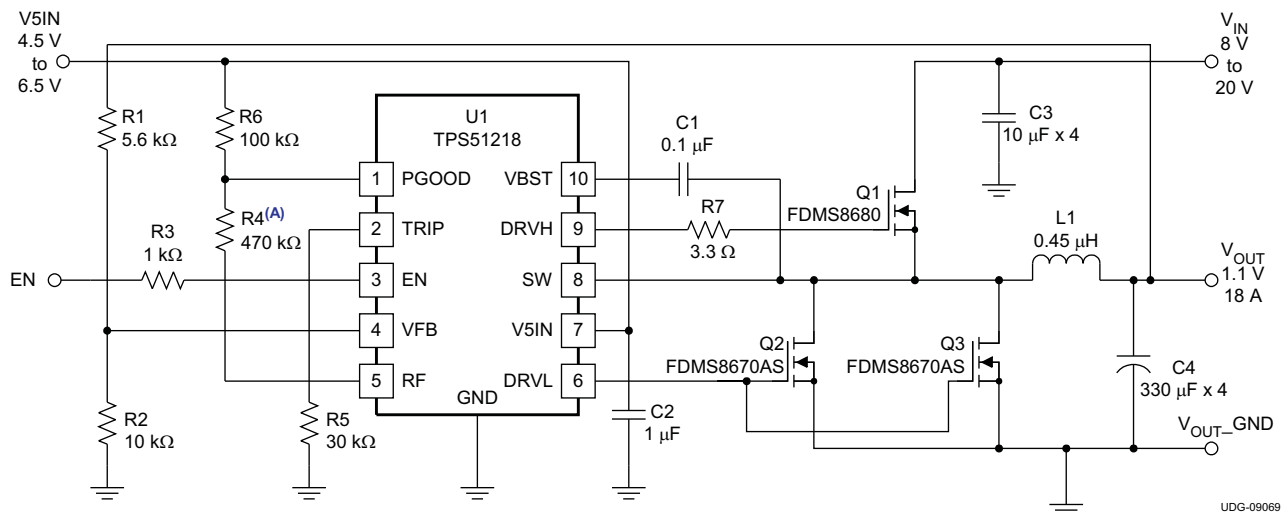 V5IN
4.5 V
to
6.5 V
V_IN
8 V
to
20 V
R1
5.6 kΩ
R6
100 kΩ
U1
TPS51218
C1
0.1 μF
C3
10 μF x 4
1 PGOOD
VBST 10
Q1
FDMS8680
R4(A)
470 kΩ
2 TRIP
DRVH 9
R7
3.3 Ω
L1
0.45 μH
R3
1 kΩ
EN
3 EN
SW 8
V_OUT
1.1 V
18 A
4 VFB
V5IN 7
Q2
FDMS8670AS
Q3
FDMS8670AS
5 RF
DRVL 6
GND
C4
330 μF x 4
R2
10 kΩ
R5
30 kΩ
C2
1 μF
V_OUT_GND
UDG-09069